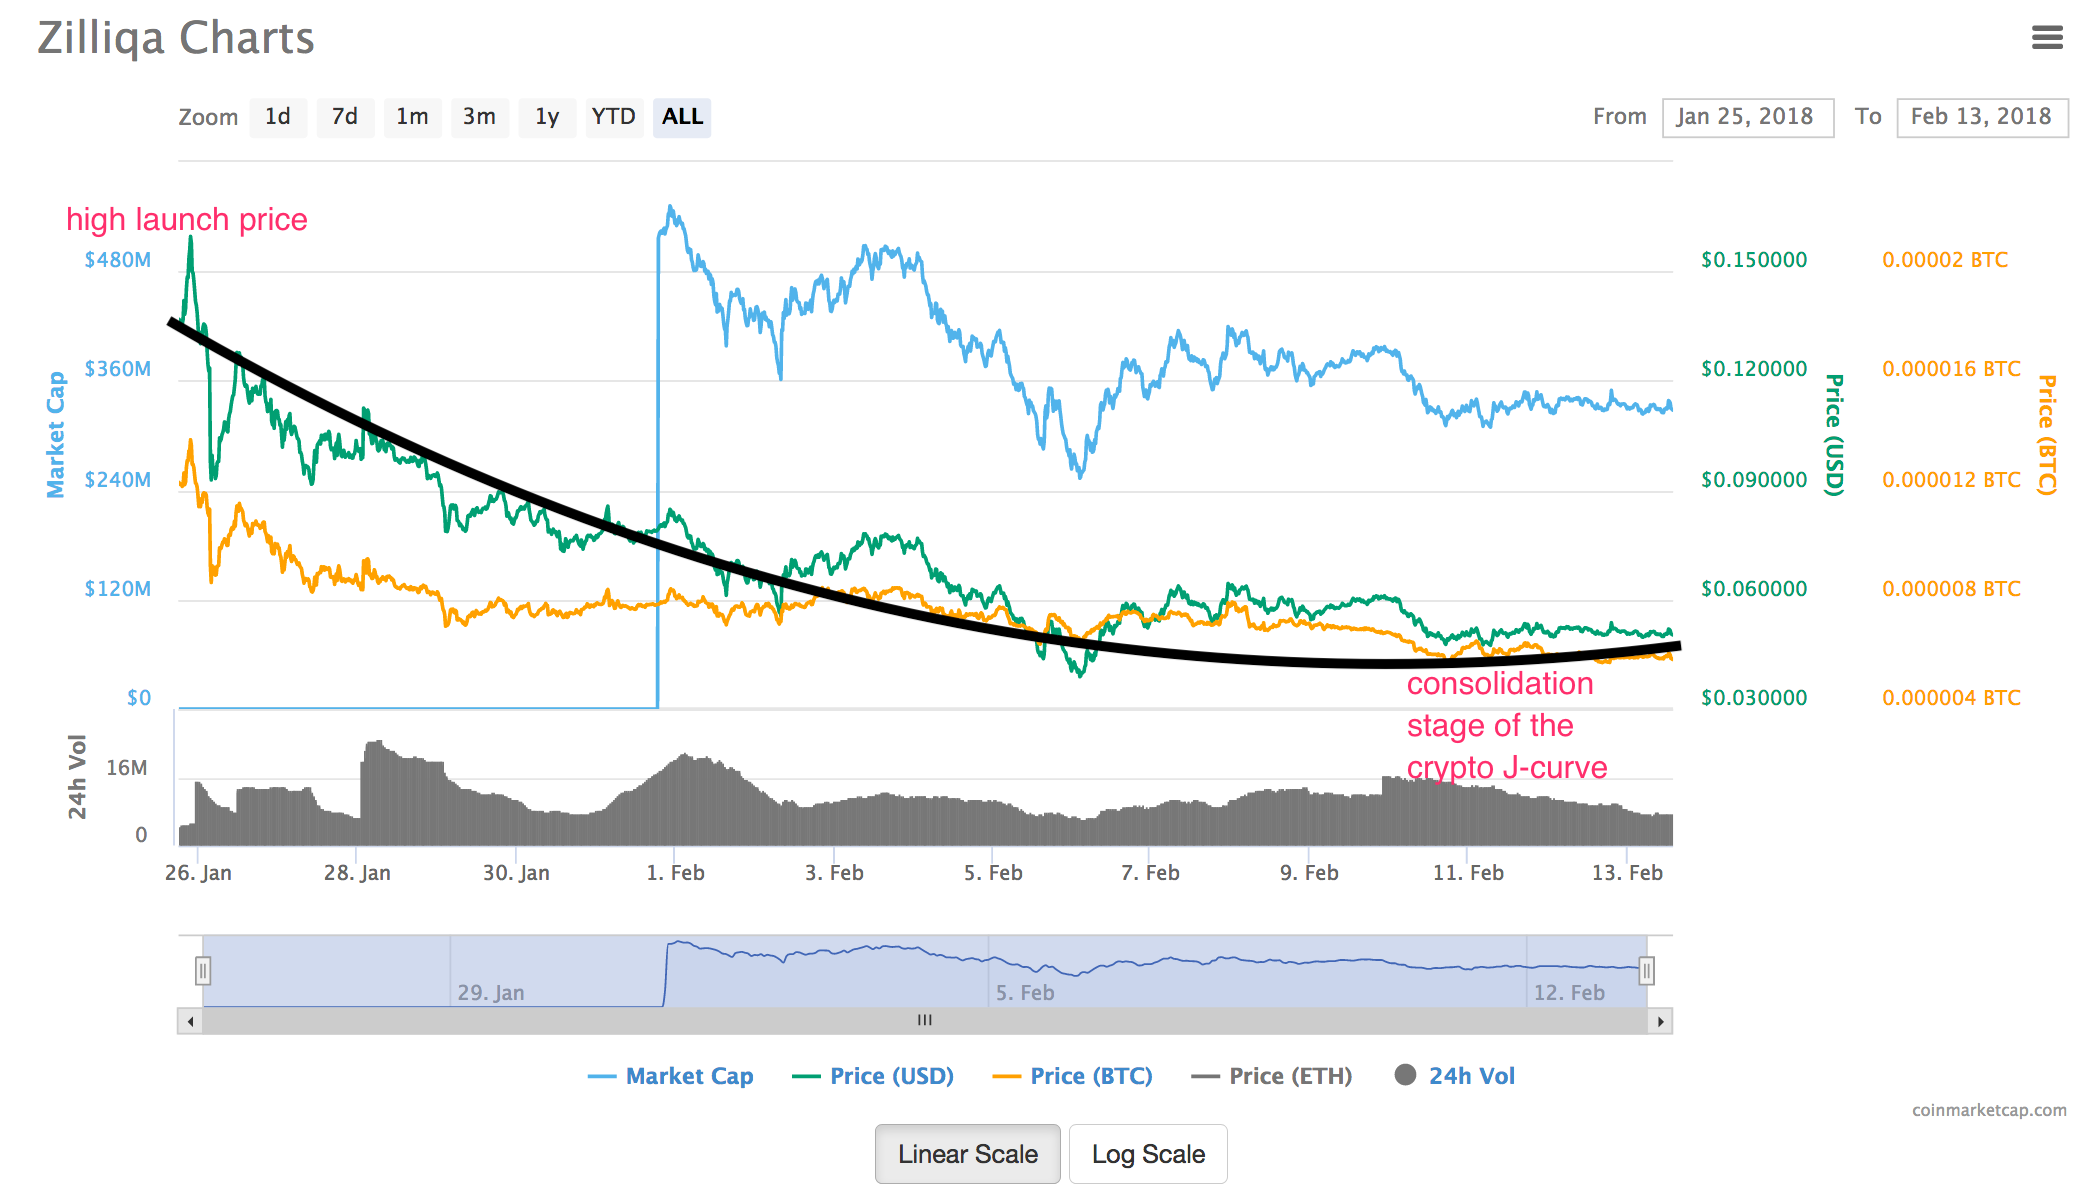 Zilliqa Charts
Zoom 1d 7d 1m 3m 1y YTD ALL
From Jan 25, 2018 To Feb 13, 2018
high launch price
$480M
$360M
$240M
$120M
$0
Market Cap
$0.150000
$0.120000
$0.090000
$0.060000
$0.030000
Price (USD)
0.00002 BTC
0.000016 BTC
0.000012 BTC
0.000008 BTC
0.000004 BTC
Price (BTC)
consolidation
stage of the
crypto J-curve
24h Vol
16M
0
26. Jan 28. Jan 30. Jan 1. Feb 3. Feb 5. Feb 7. Feb 9. Feb 11. Feb 13. Feb
29. Jan 5. Feb 12. Feb
Market Cap Price (USD) Price (BTC) Price (ETH) 24h Vol
coinmarketcap.com
Linear Scale Log Scale